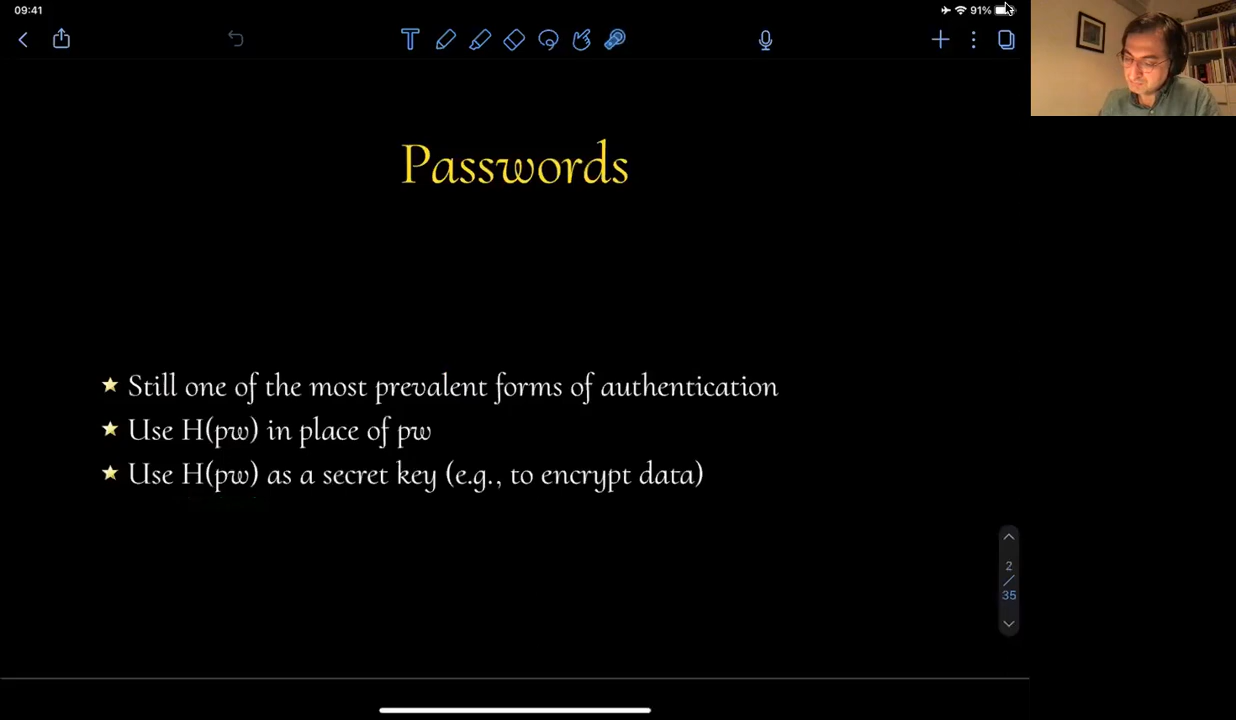 09:41
91%
Passwords
Still one of the most prevalent forms of authentication
Use H(pw) in place of pw
Use H(pw) as a secret key (e.g., to encrypt data)
2
/
35